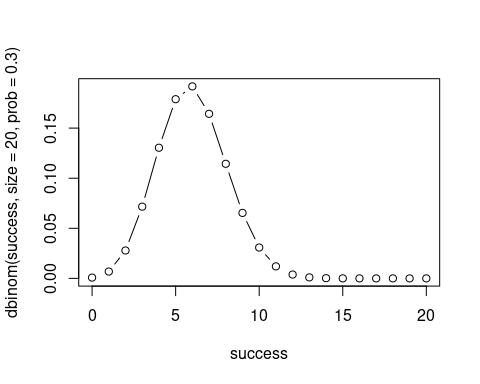 dbinom(success, size = 20, prob = 0.3)
0.15
0.10
0.05
0.00
0 5 10 15 20
success